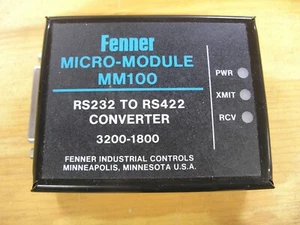 Fenner
MICRO-MODULE
MM100
PWR
XMIT
RCV
RS232 TO RS422
CONVERTER
3200-1800
FENNER INDUSTRIAL CONTROLS
MINNEAPOLIS, MINNESOTA U.S.A.